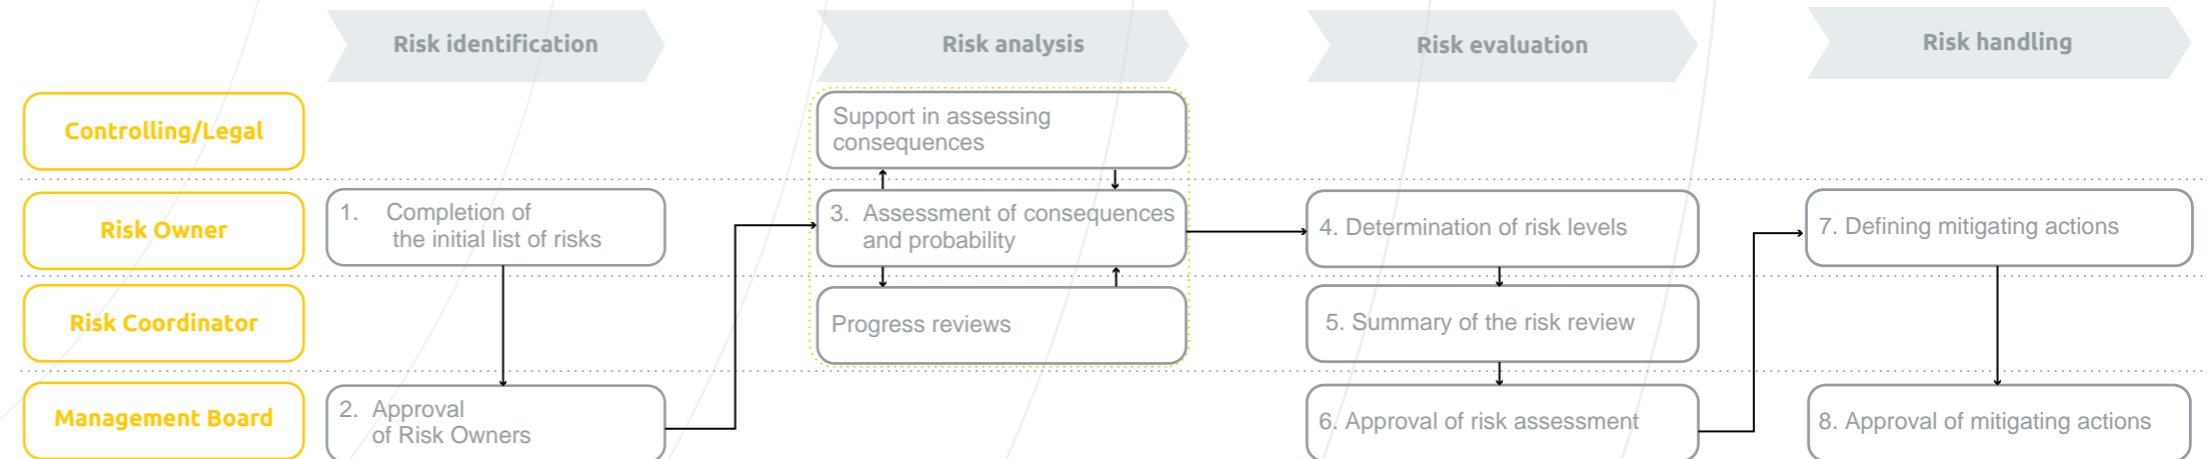 Risk identification
Risk analysis
Risk evaluation
Risk handling
Controlling/Legal
Support in assessing
consequences
Risk Owner
1. Completion of
the initial list of risks
3. Assessment of consequences
and probability
4. Determination of risk levels
7. Defining mitigating actions
Risk Coordinator
Progress reviews
5. Summary of the risk review
Management Board
2. Approval
of Risk Owners
6. Approval of risk assessment
8. Approval of mitigating actions